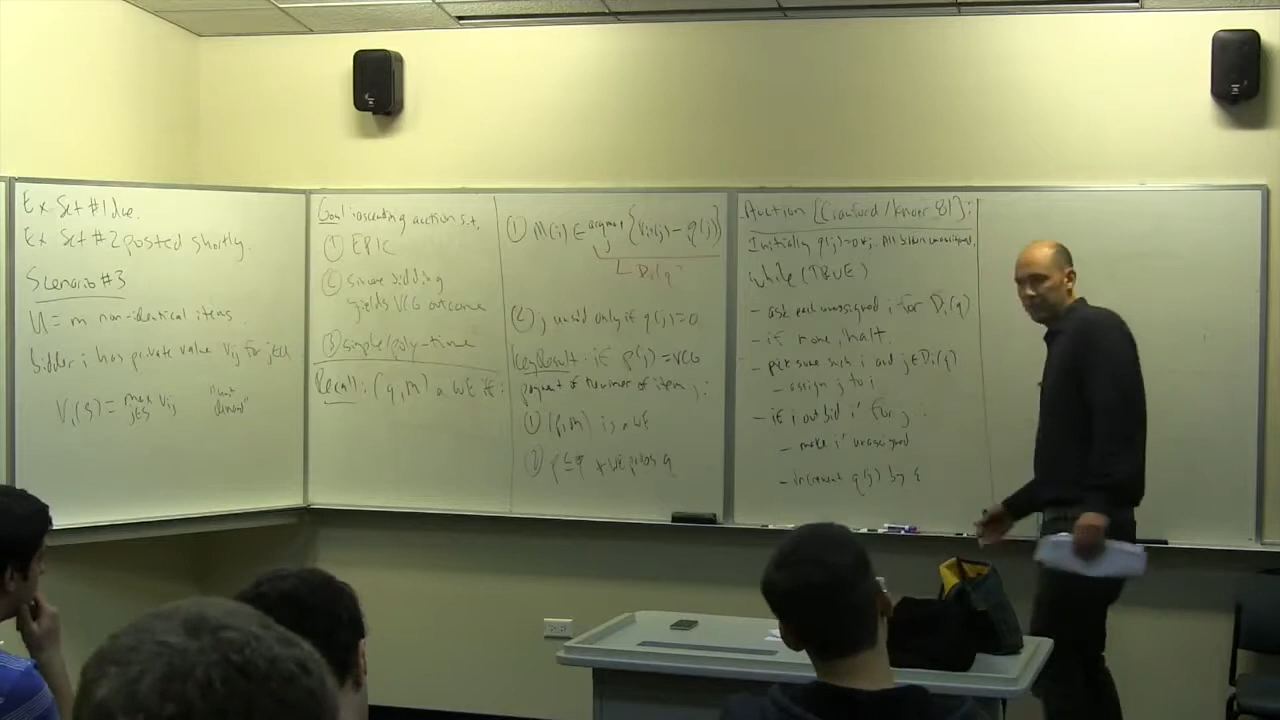 Ex Set #1 due.
Ex Set #2 posted shortly.
Scenario #3
U = m non-identical items.
bidder i has private value vij for j∈U
Vi(S) = max j∈S vij "unit demand"
Goal: ascending auction s.t.
① EPIC
② sincere bidding
yields VCG outcome
③ simple/poly-time
Recall: (q,M) a WE if:
① M(i) ∈ argmax j {vi(j) - q(j)}
Di(q)
② j unsold only if q(j)=0
Key Result: if p(j) = VCG
payment of winner of item j:
① (p,M) is a WE
② p ≤ q ∀ WE prices q
Auction [Crawford/Knoer 81]:
Initially q(j)=0 ∀j. All bidders unassigned.
while (TRUE)
- ask each unassigned i for Di(q)
- if none, halt.
- pick some such i and j∈Di(q)
- assign j to i
- if i outbid i' for j:
- make i' unassigned
- increment q(j) by ε